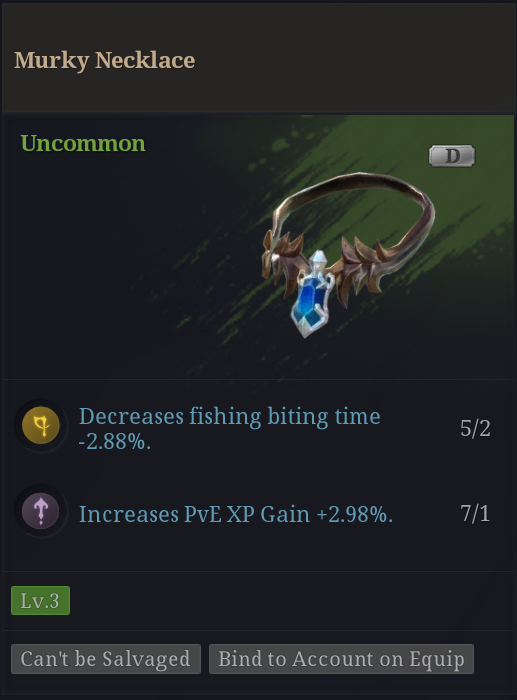 Murky Necklace
Uncommon
D
Decreases fishing biting time
-2.88%.
5/2
Increases PvE XP Gain +2.98%.
7/1
Lv.3
Can't be Salvaged
Bind to Account on Equip